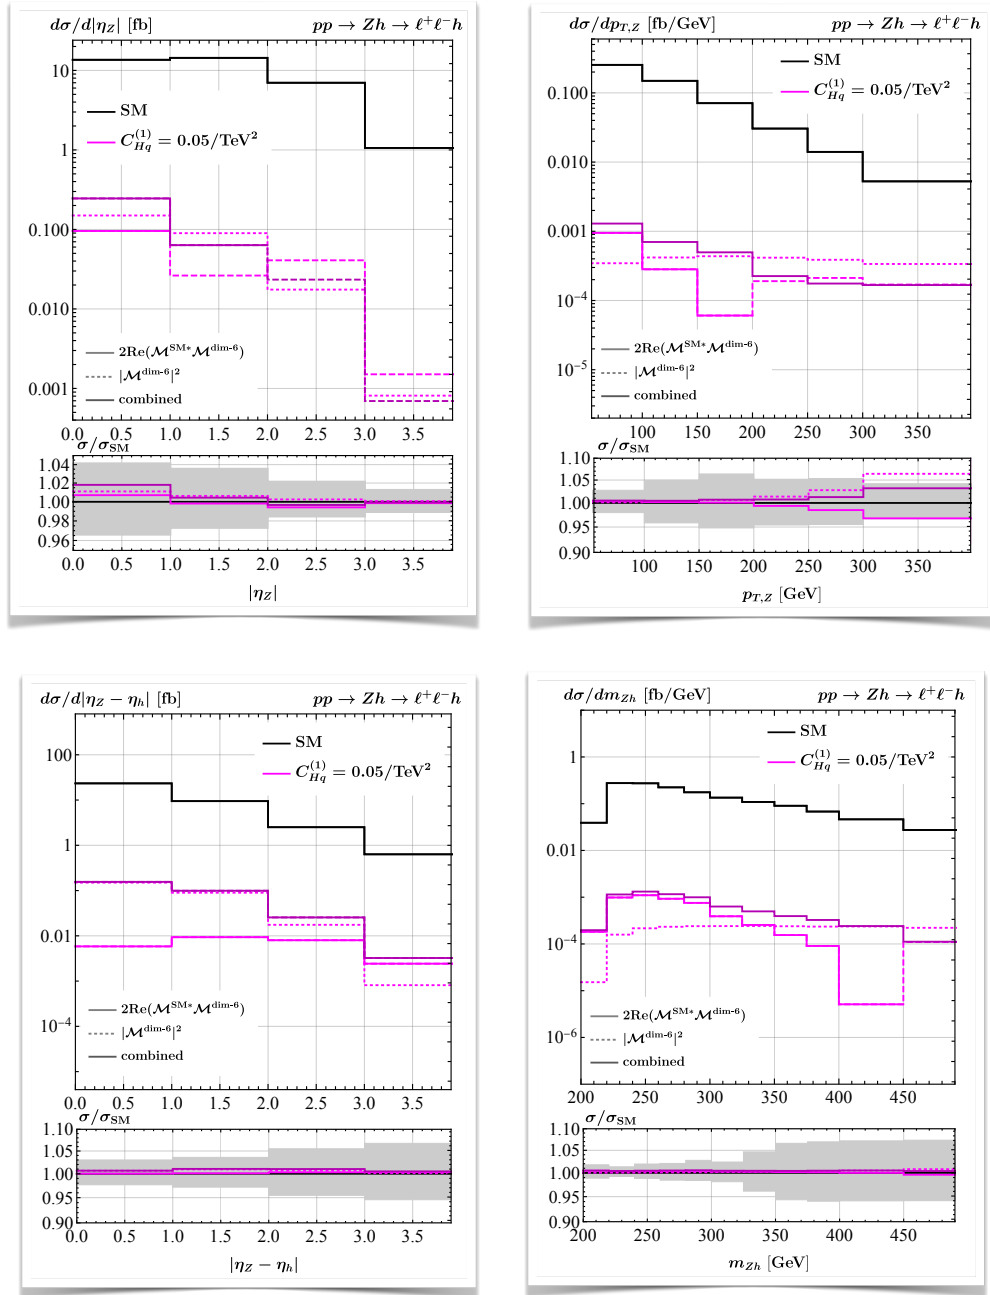 dσ/d|η_Z| [fb] pp → Zh → ℓ⁺ℓ⁻h
10
1
0.100
0.010
0.001
SM
C_Hq^(1) = 0.05/TeV²
2Re(ℳ^SM* ℳ^dim-6)
|ℳ^dim-6|²
combined
0.0 0.5 1.0 1.5 2.0 2.5 3.0 3.5
σ/σ_SM
1.04
1.02
1.00
0.98
0.96
0.0 0.5 1.0 1.5 2.0 2.5 3.0 3.5
|η_Z|
dσ/dp_T,Z [fb/GeV] pp → Zh → ℓ⁺ℓ⁻h
0.100
0.010
0.001
10⁻⁴
10⁻⁵
SM
C_Hq^(1) = 0.05/TeV²
2Re(ℳ^SM* ℳ^dim-6)
|ℳ^dim-6|²
combined
100 150 200 250 300 350
σ/σ_SM
1.10
1.05
1.00
0.95
0.90
100 150 200 250 300 350
p_T,Z [GeV]
dσ/d|η_Z − η_h| [fb] pp → Zh → ℓ⁺ℓ⁻h
100
1
0.01
10⁻⁴
SM
C_Hq^(1) = 0.05/TeV²
2Re(ℳ^SM* ℳ^dim-6)
|ℳ^dim-6|²
combined
0.0 0.5 1.0 1.5 2.0 2.5 3.0 3.5
σ/σ_SM
1.10
1.05
1.00
0.95
0.90
0.0 0.5 1.0 1.5 2.0 2.5 3.0 3.5
|η_Z − η_h|
dσ/dm_Zh [fb/GeV] pp → Zh → ℓ⁺ℓ⁻h
1
0.01
10⁻⁴
10⁻⁶
SM
C_Hq^(1) = 0.05/TeV²
2Re(ℳ^SM* ℳ^dim-6)
|ℳ^dim-6|²
combined
200 250 300 350 400 450
σ/σ_SM
1.10
1.05
1.00
0.95
0.90
200 250 300 350 400 450
m_Zh [GeV]